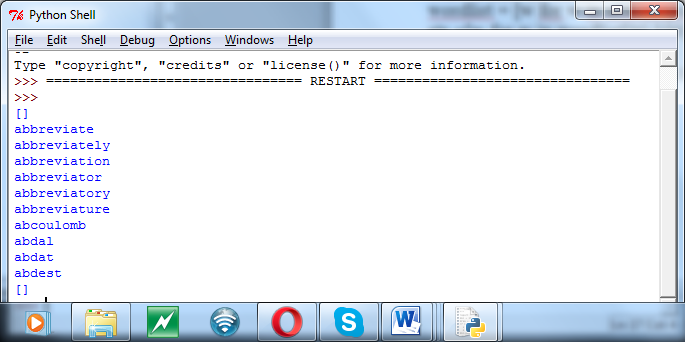 Python Shell
File Edit Shell Debug Options Windows Help
Type "copyright", "credits" or "license()" for more information.
>>> ================================ RESTART ================================
>>>
[]
abbreviate
abbreviately
abbreviation
abbreviator
abbreviatory
abbreviature
abcoulomb
abdal
abdat
abdest
[]